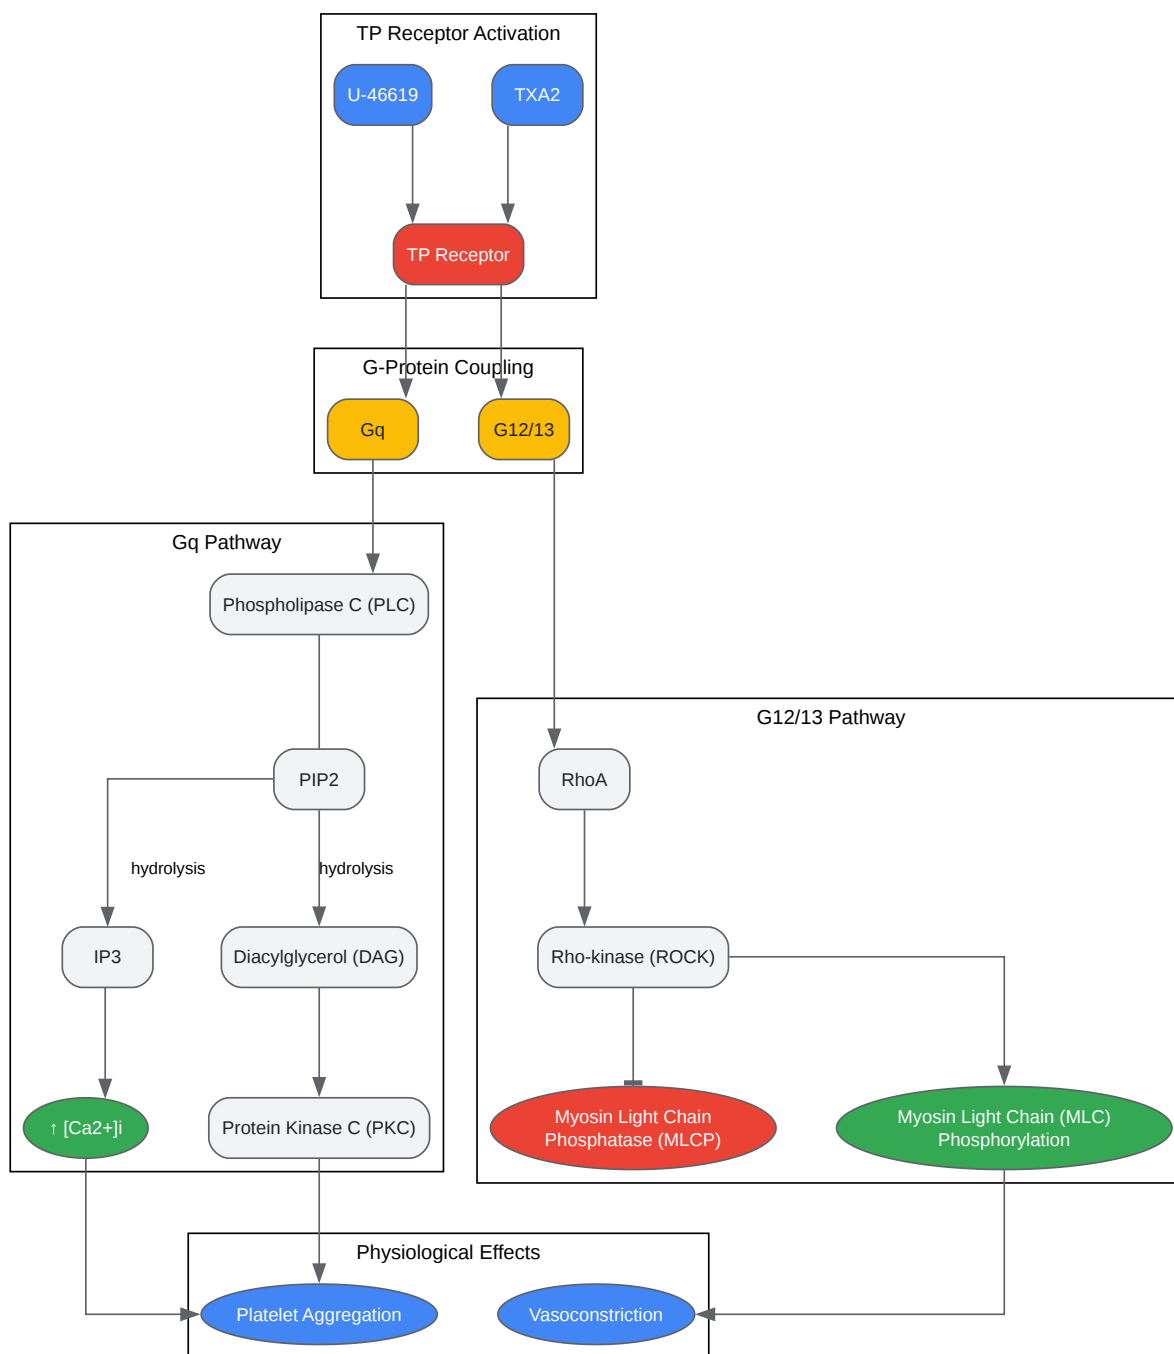 TP Receptor Activation
U-46619
TXA2
TP Receptor
G-Protein Coupling
Gq
G12/13
Gq Pathway
Phospholipase C (PLC)
G12/13 Pathway
PIP2
RhoA
hydrolysis
hydrolysis
IP3
Diacylglycerol (DAG)
Rho-kinase (ROCK)
↑ [Ca2+]i
Protein Kinase C (PKC)
Myosin Light Chain
Phosphatase (MLCP)
Myosin Light Chain (MLC)
Phosphorylation
Physiological Effects
Platelet Aggregation
Vasoconstriction